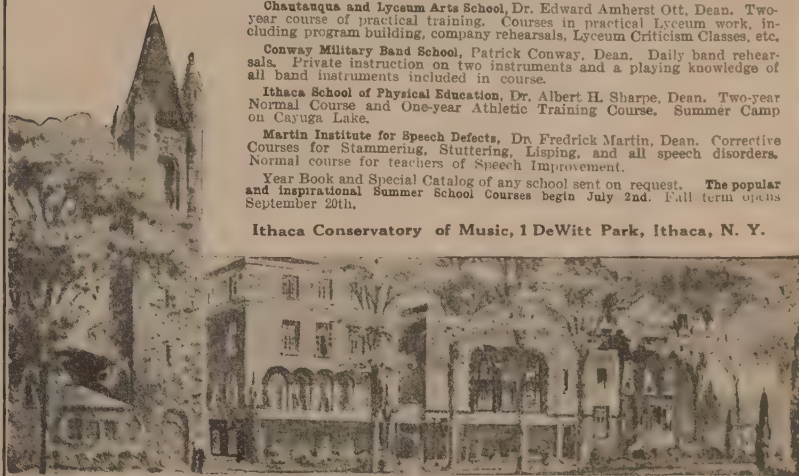 Chautauqua and Lyceum Arts School, Dr. Edward Amherst Ott, Dean. Two-
year course of practical training. Courses in practical Lyceum work, in-
cluding program building, company rehearsals, Lyceum Criticism Classes, etc.
Conway Military Band School, Patrick Conway, Dean. Daily band rehear-
sals. Private instruction on two instruments and a playing knowledge of
all band instruments included in course.
Ithaca School of Physical Education, Dr. Albert H. Sharpe, Dean. Two-year
Normal Course and One-year Athletic Training Course. Summer Camp
on Cayuga Lake.
Martin Institute for Speech Defects, Dr. Fredrick Martin, Dean. Corrective
Courses for Stammering, Stuttering, Lisping, and all speech disorders.
Normal course for teachers of Speech Improvement.
Year Book and Special Catalog of any school sent on request. The popular
and inspirational Summer School Courses begin July 2nd. Fall term opens
September 20th.
Ithaca Conservatory of Music, 1 DeWitt Park, Ithaca, N. Y.